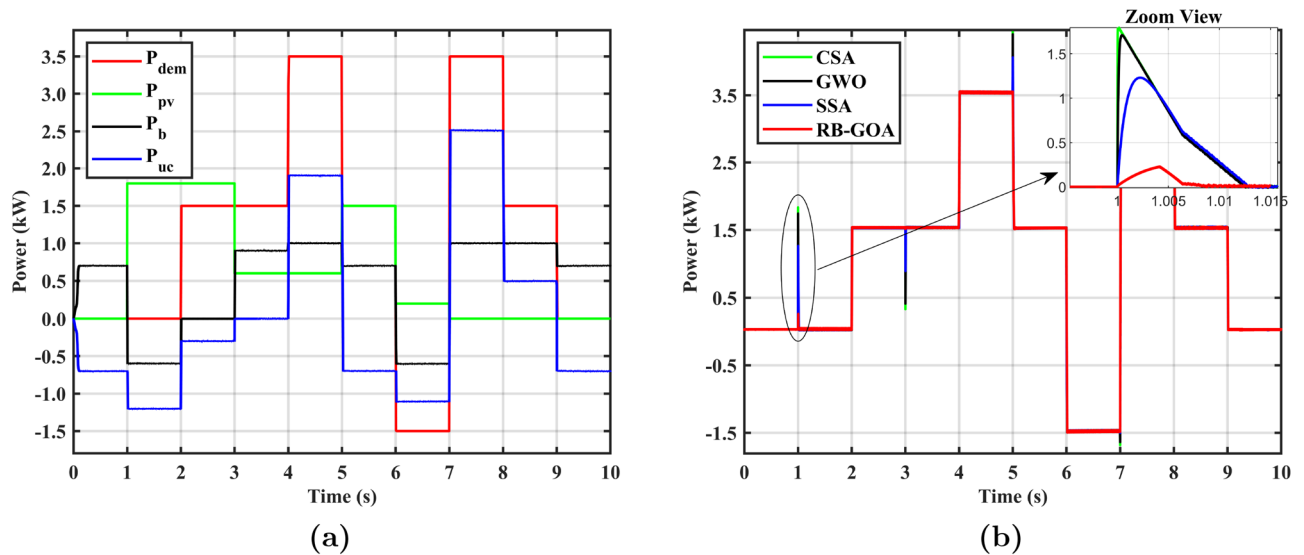 P_dem
P_pv
P_b
P_uc
3.5
3.0
2.5
2.0
1.5
1.0
0.5
0.0
-0.5
-1.0
-1.5
Power (kW)
0 1 2 3 4 5 6 7 8 9 10
Time (s)
(a)
CSA
GWO
SSA
RB-GOA
3.5
2.5
1.5
0.5
-0.5
-1.5
Power (kW)
0 1 2 3 4 5 6 7 8 9 10
Time (s)
(b)
Zoom View
1.5
1
0.5
0
1 1.005 1.01 1.015